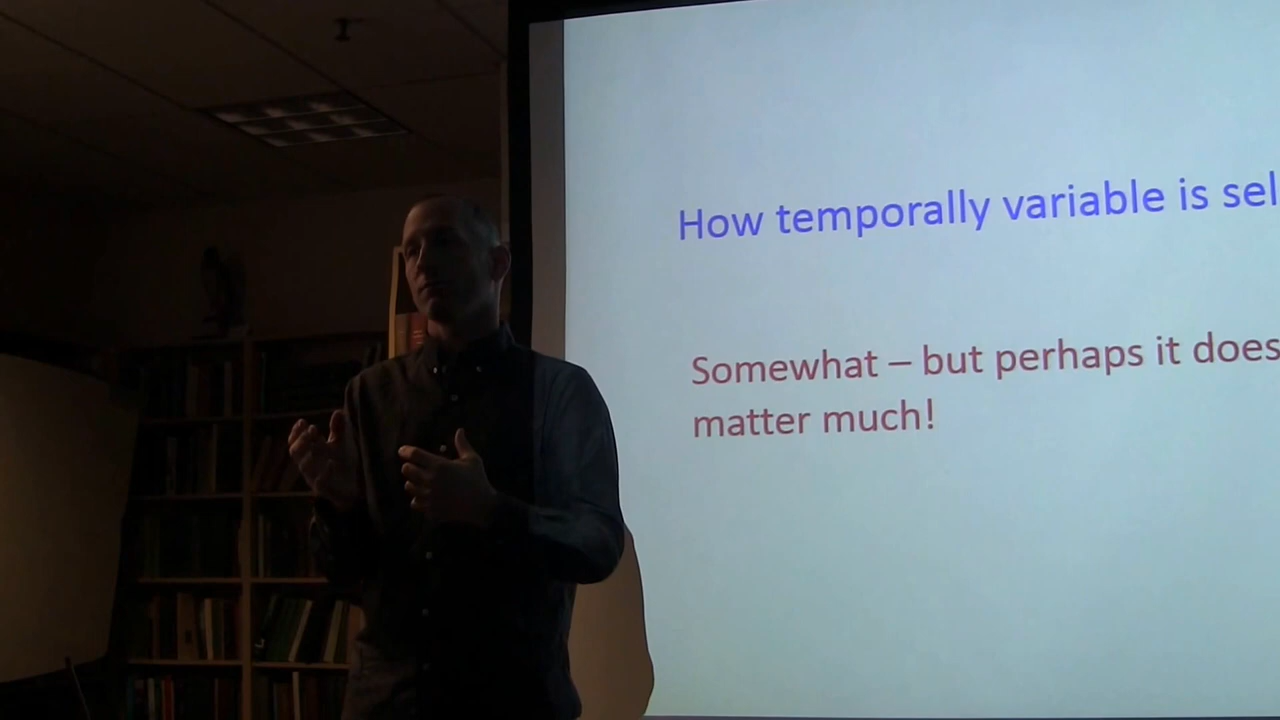 How temporally variable is sel
Somewhat – but perhaps it does
matter much!